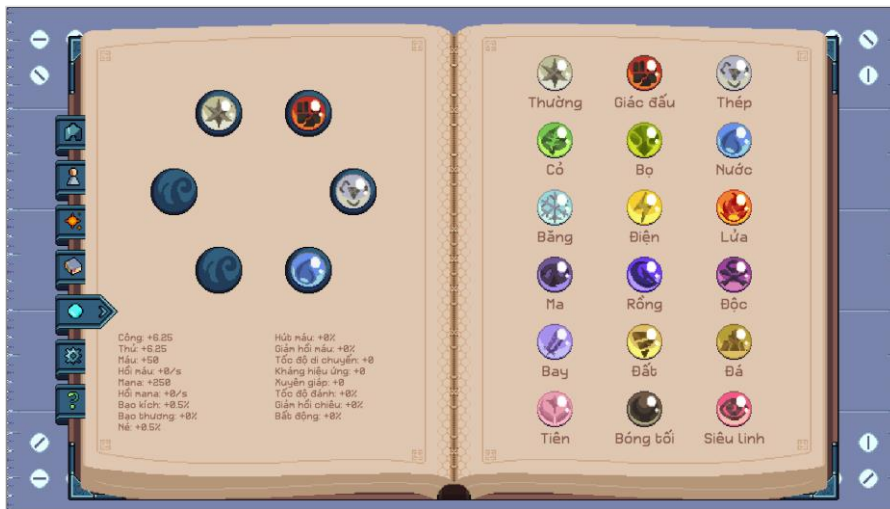 Công: +6.25
Thủ: +6.25
Máu: +50
Hồi máu: +0/s
Mana: +250
Hồi mana: +0/s
Bạo kích: +0.5%
Bạo thương: +0%
Né: +0.5%
Hút máu: +0%
Giảm hồi máu: +0%
Tốc độ di chuyển: +0
Kháng hiệu ứng: +0
Xuyên giáp: +0
Tốc độ đánh: +0%
Giảm hồi chiêu: +0%
Bất động: +0%
Thường Giác đấu Thép
Cỏ Bọ Nước
Băng Điện Lửa
Ma Rồng Độc
Bay Đất Đá
Tiên Bóng tối Siêu linh
?